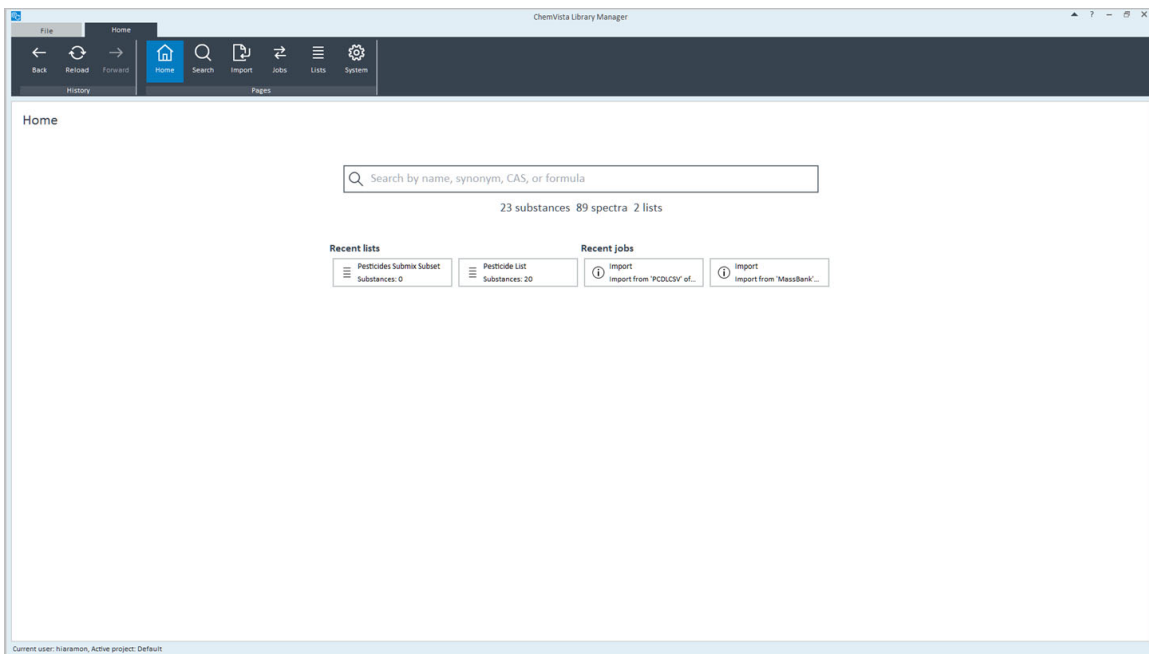 ChemVista Library Manager
File Home
Back Reload Forward Home Search Import Jobs Lists System
History Pages
Home
Search by name, synonym, CAS, or formula
23 substances 89 spectra 2 lists
Recent lists Recent jobs
Pesticides Submix Subset Pesticide List Import Import
Substances: 0 Substances: 20 Import from 'PCDLCSV' of... Import from 'MassBank'...
Current user: hiaramon, Active project: Default